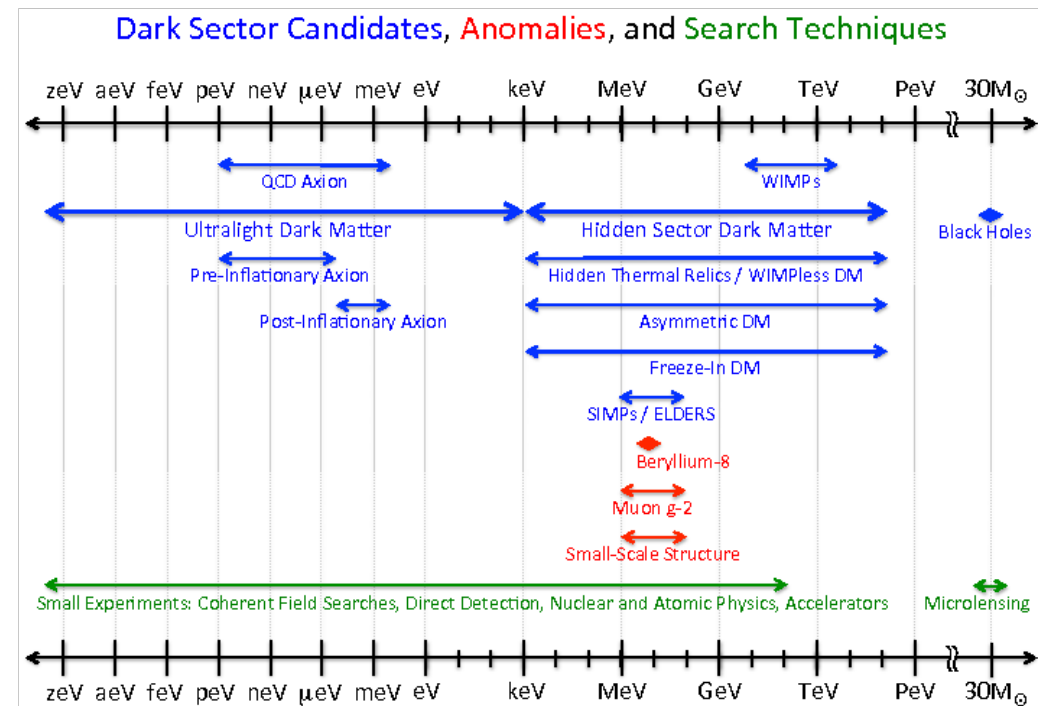 Dark Sector Candidates, Anomalies, and Search Techniques
zeV aeV feV peV neV μeV meV eV keV MeV GeV TeV PeV 30M☉
QCD Axion WIMPs
Ultralight Dark Matter Hidden Sector Dark Matter Black Holes
Pre-Inflationary Axion Hidden Thermal Relics / WIMPless DM
Post-Inflationary Axion Asymmetric DM
Freeze-In DM
SIMPs / ELDERS
Beryllium-8
Muon g-2
Small-Scale Structure
Small Experiments: Coherent Field Searches, Direct Detection, Nuclear and Atomic Physics, Accelerators Microlensing
zeV aeV feV peV neV μeV meV eV keV MeV GeV TeV PeV 30M☉